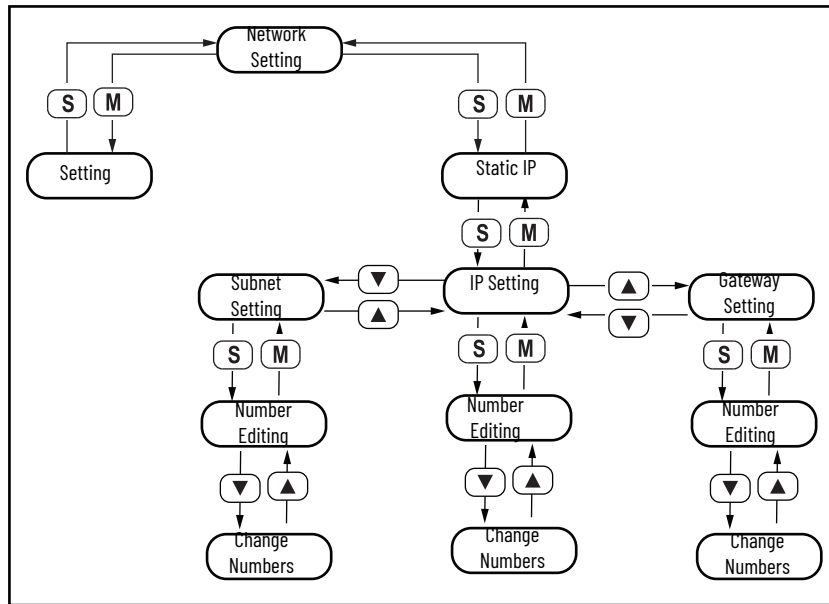 Network
Setting
S
M
S
M
Setting
Static IP
S
M
Subnet
Setting
▼
▲
IP Setting
▲
▼
Gateway
Setting
S
M
S
M
S
M
Number
Editing
Number
Editing
Number
Editing
▼
▲
▼
▲
▼
▲
Change
Numbers
Change
Numbers
Change
Numbers